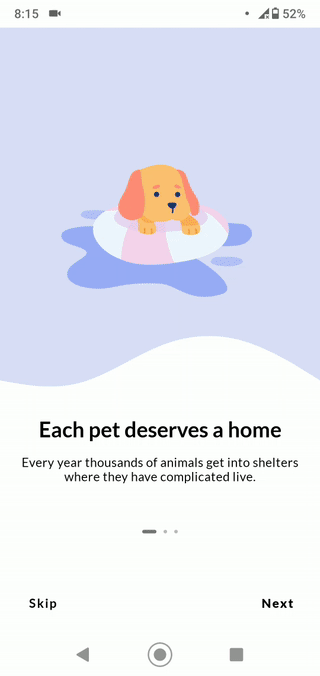 8:15
52%
Each pet deserves a home
Every year thousands of animals get into shelters
where they have complicated live.
Skip
Next